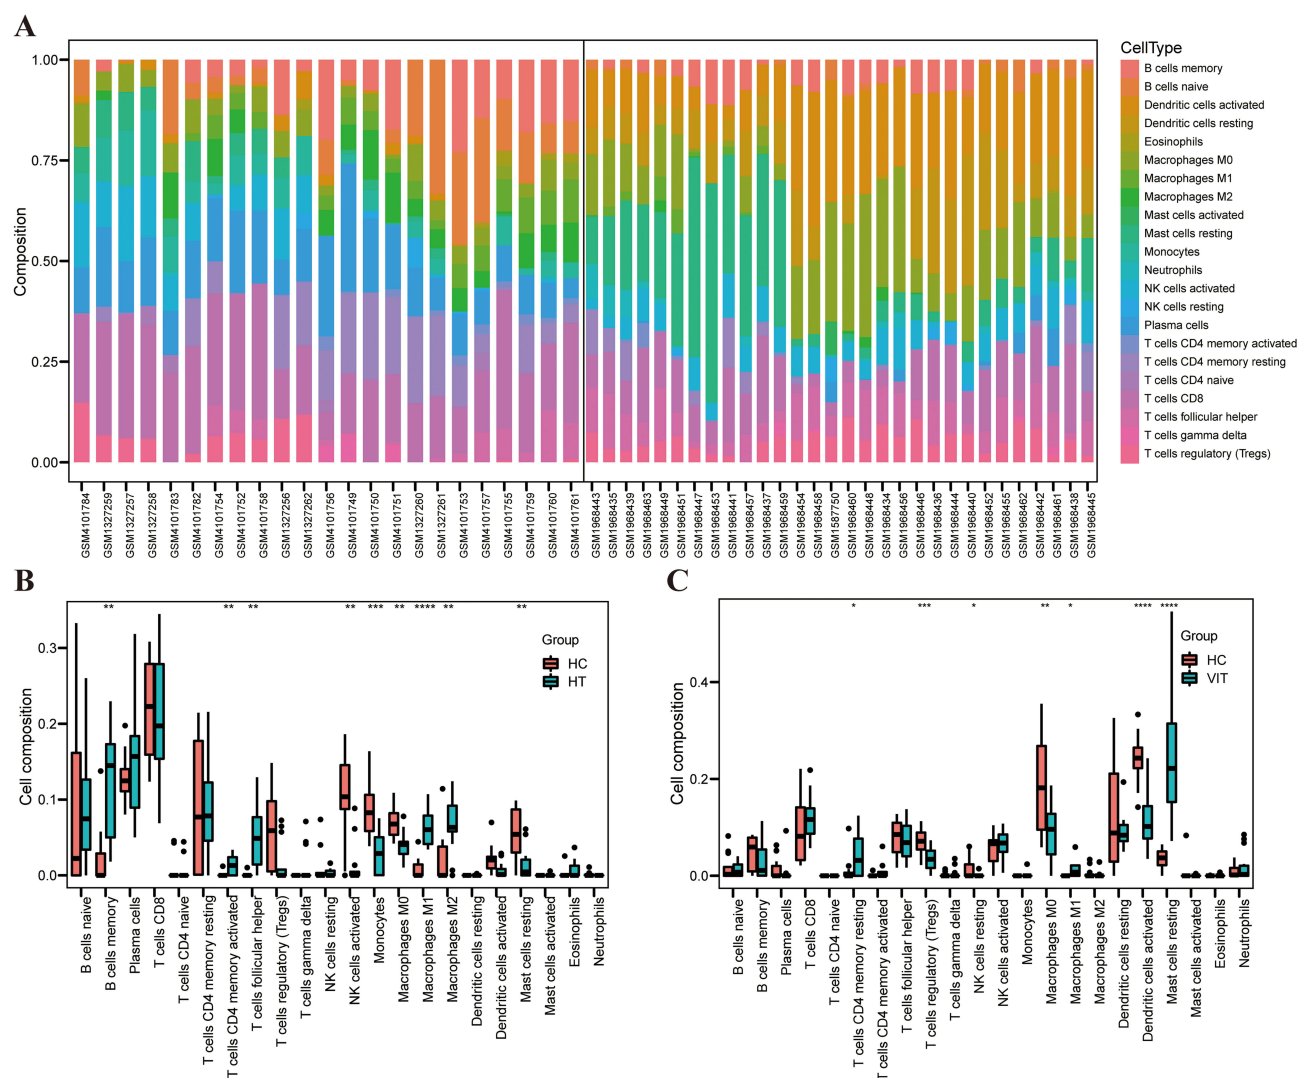 A
CellType
B cells memory
B cells naive
Dendritic cells activated
Dendritic cells resting
Eosinophils
Macrophages M0
Macrophages M1
Macrophages M2
Mast cells activated
Mast cells resting
Monocytes
Neutrophils
NK cells activated
NK cells resting
Plasma cells
T cells CD4 memory activated
T cells CD4 memory resting
T cells CD4 naive
T cells CD8
T cells follicular helper
T cells gamma delta
T cells regulatory (Tregs)
Composition
1.00
0.75
0.50
0.25
0.00
GSM4101784
GSM1327259
GSM1327257
GSM1327258
GSM4101783
GSM4101782
GSM4101754
GSM4101752
GSM4101758
GSM1327256
GSM1327262
GSM4101756
GSM4101749
GSM4101750
GSM4101751
GSM1327260
GSM1327261
GSM4101753
GSM4101757
GSM4101755
GSM4101759
GSM4101760
GSM4101761
GSM1968443
GSM1968435
GSM1968439
GSM1968463
GSM1968449
GSM1968451
GSM1968447
GSM1968453
GSM1968441
GSM1968457
GSM1968437
GSM1968459
GSM1968454
GSM1968458
GSM1587750
GSM1968460
GSM1968448
GSM1968434
GSM1968456
GSM1968446
GSM1968436
GSM1968444
GSM1968440
GSM1968452
GSM1968455
GSM1968462
GSM1968442
GSM1968461
GSM1968438
GSM1968445
B
Cell composition
0.3
0.2
0.1
0.0
** ** ** ** *** ** **** ** **
Group
HC
HT
B cells naive
B cells memory
Plasma cells
T cells CD8
T cells CD4 naive
T cells CD4 memory resting
T cells CD4 memory activated
T cells follicular helper
T cells regulatory (Tregs)
T cells gamma delta
NK cells resting
NK cells activated
Monocytes
Macrophages M0
Macrophages M1
Macrophages M2
Dendritic cells resting
Dendritic cells activated
Mast cells resting
Mast cells activated
Eosinophils
Neutrophils
C
Cell composition
0.4
0.2
0.0
* *** * ** * **** ****
Group
HC
VIT
B cells naive
B cells memory
Plasma cells
T cells CD8
T cells CD4 naive
T cells CD4 memory resting
T cells CD4 memory activated
T cells follicular helper
T cells regulatory (Tregs)
T cells gamma delta
NK cells resting
NK cells activated
Monocytes
Macrophages M0
Macrophages M1
Macrophages M2
Dendritic cells resting
Dendritic cells activated
Mast cells resting
Mast cells activated
Eosinophils
Neutrophils